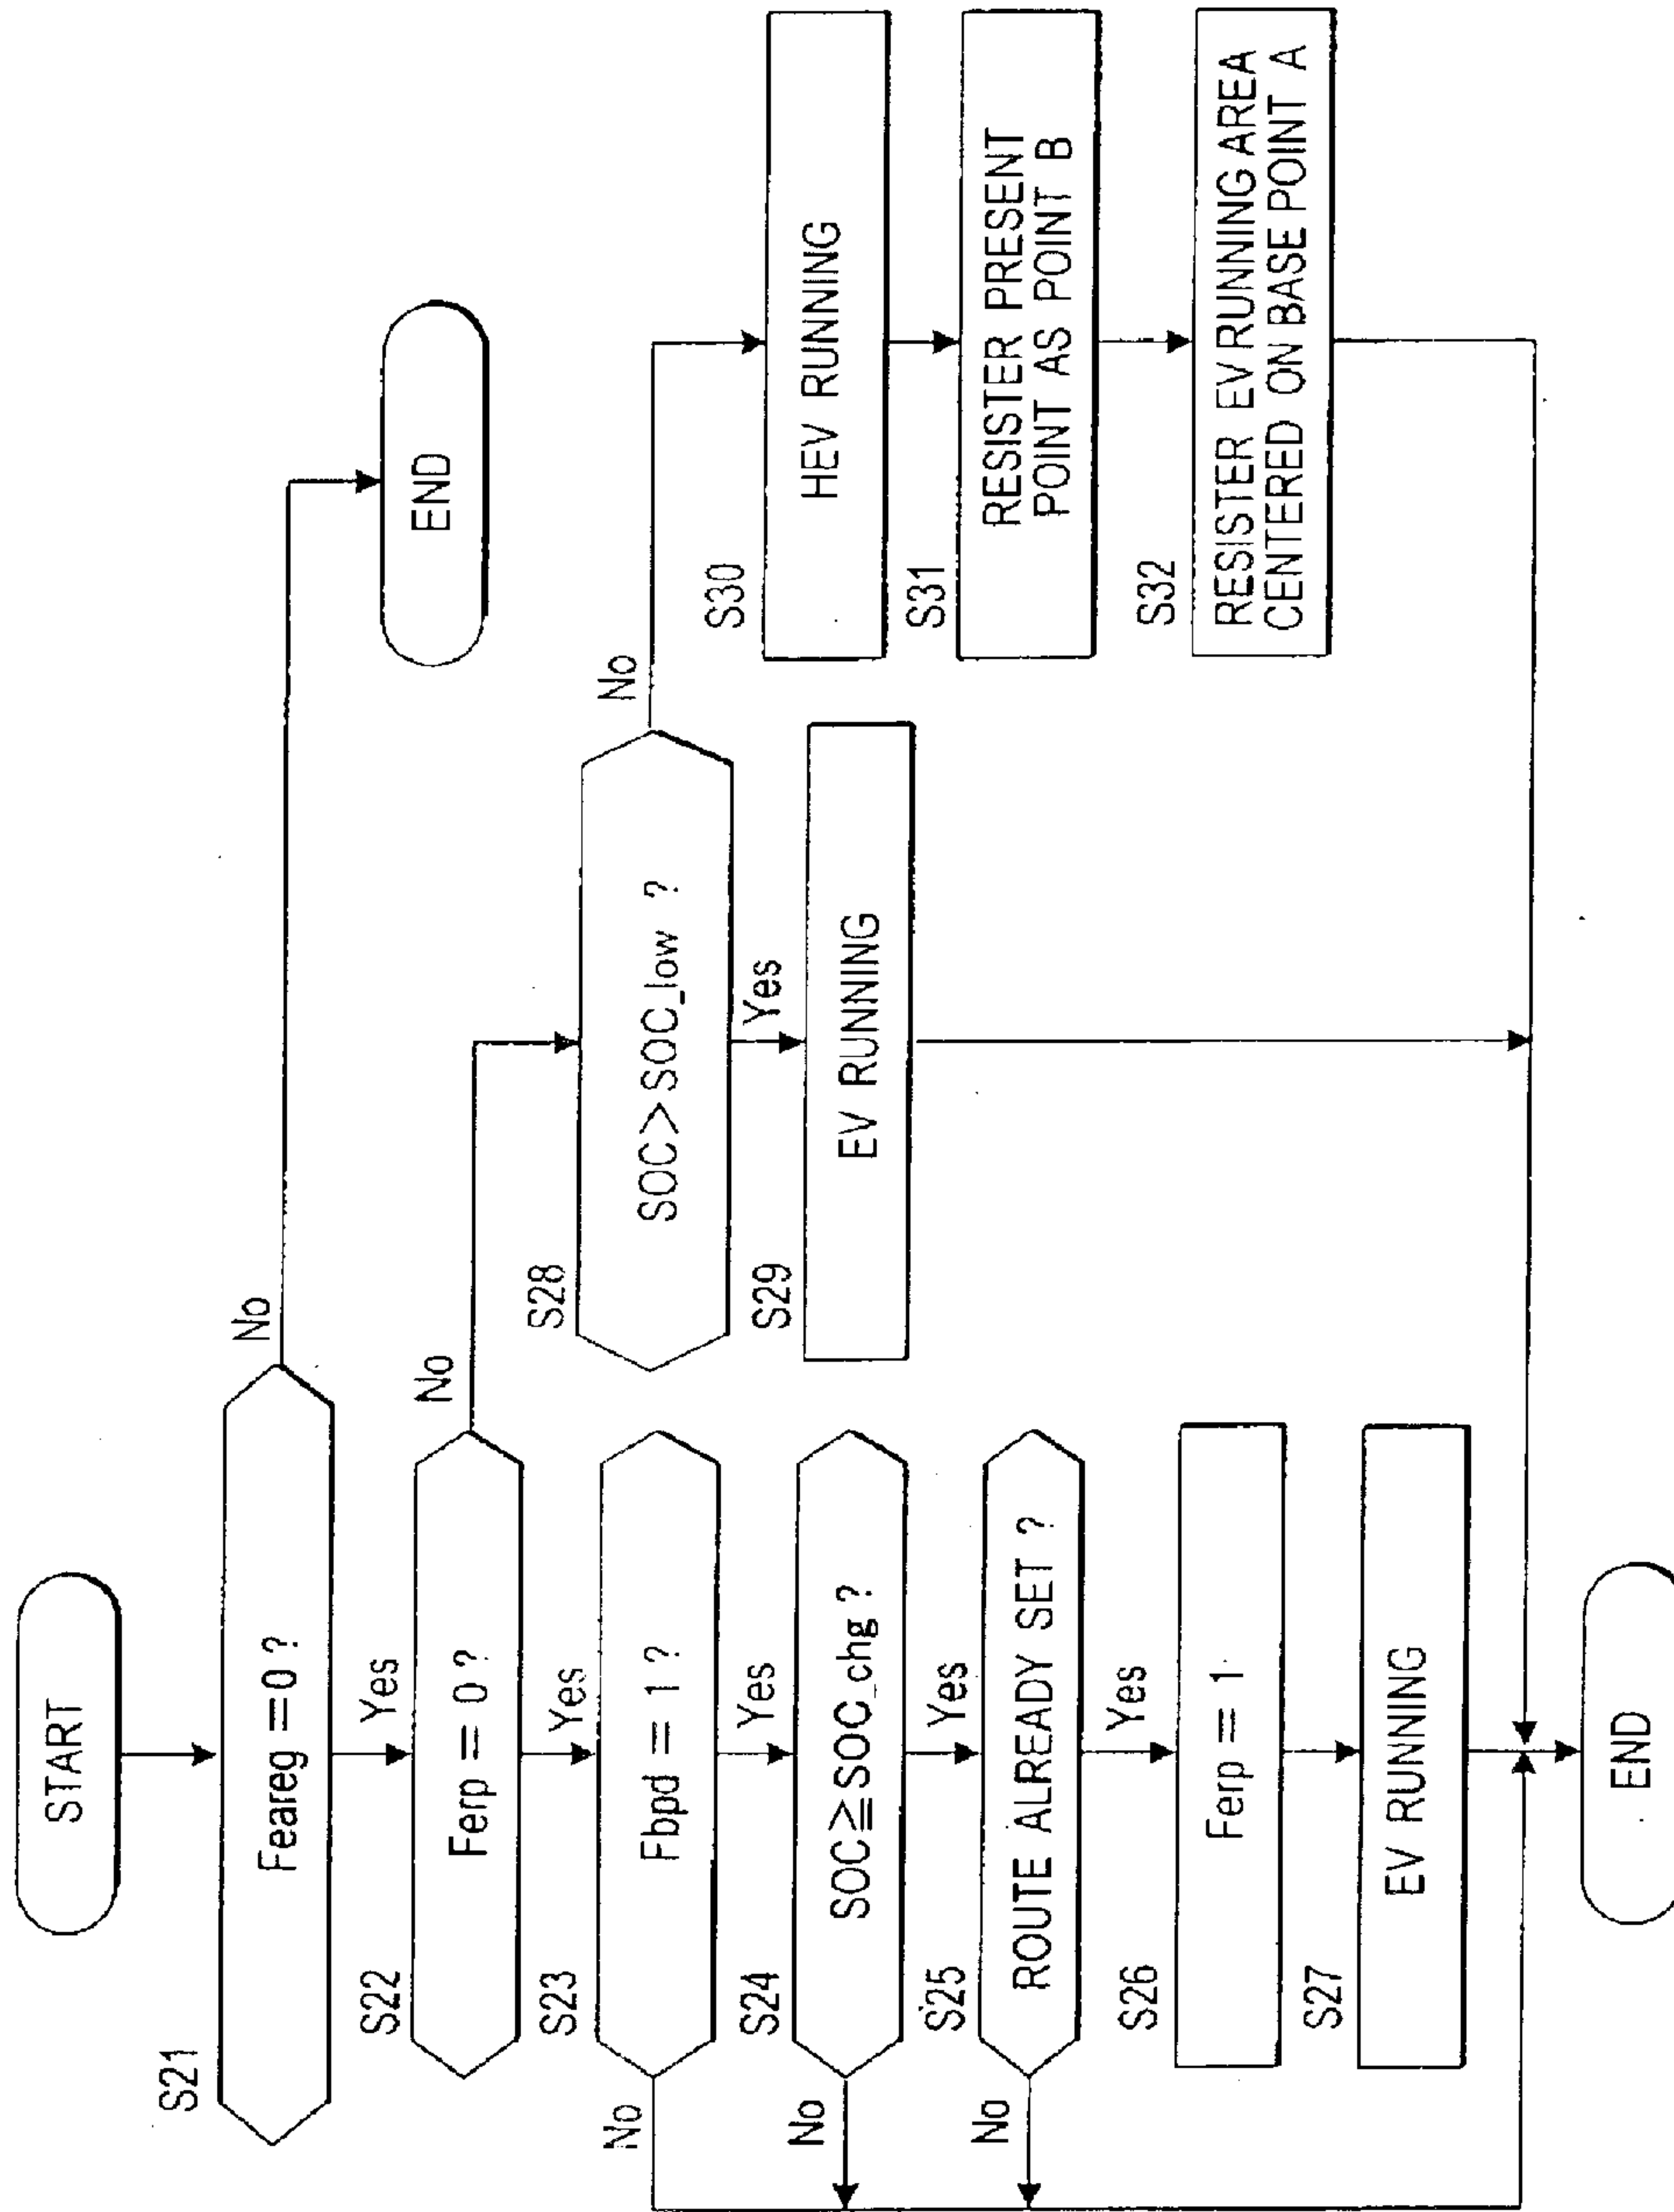 START
S21
Feareg = 0 ?
No
END
Yes
S22
Ferp = 0 ?
No
Yes
S23
Fbpd = 1 ?
No
Yes
S24
SOC≧SOC_chg ?
No
Yes
S25
ROUTE ALREADY SET ?
No
Yes
S26
Ferp = 1
S27
EV RUNNING
END
S28
SOC>SOC_low ?
No
Yes
S29
EV RUNNING
S30
HEV RUNNING
S31
RESISTER PRESENT
POINT AS POINT B
S32
RESISTER EV RUNNING AREA
CENTERED ON BASE POINT A